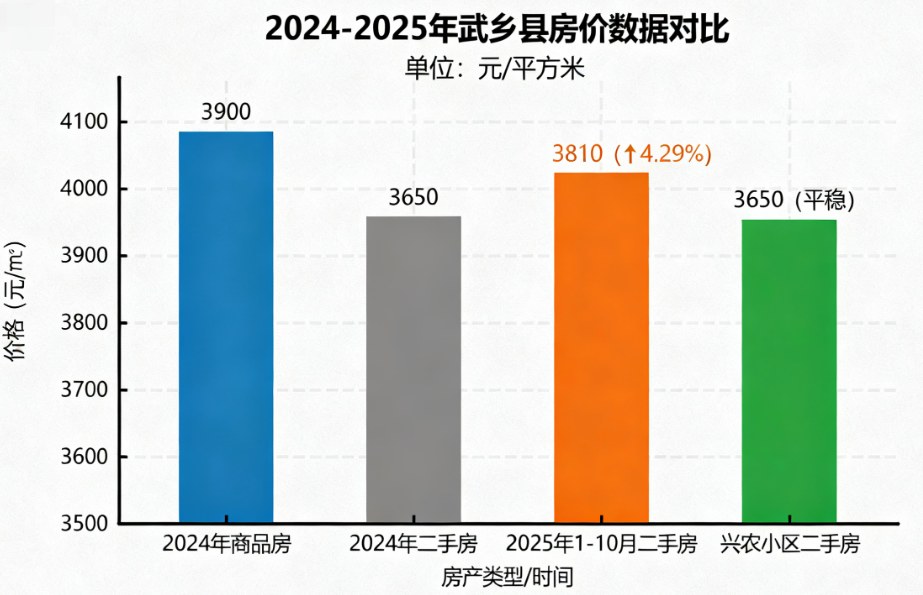 2024-2025年武乡县房价数据对比
单位：元/平方米
价格（元/㎡）
4100
4000
3900
3800
3700
3600
3500
3900
3650
3810（↑4.29%）
3650（平稳）
2024年商品房
2024年二手房
2025年1-10月二手房
兴农小区二手房
房产类型/时间